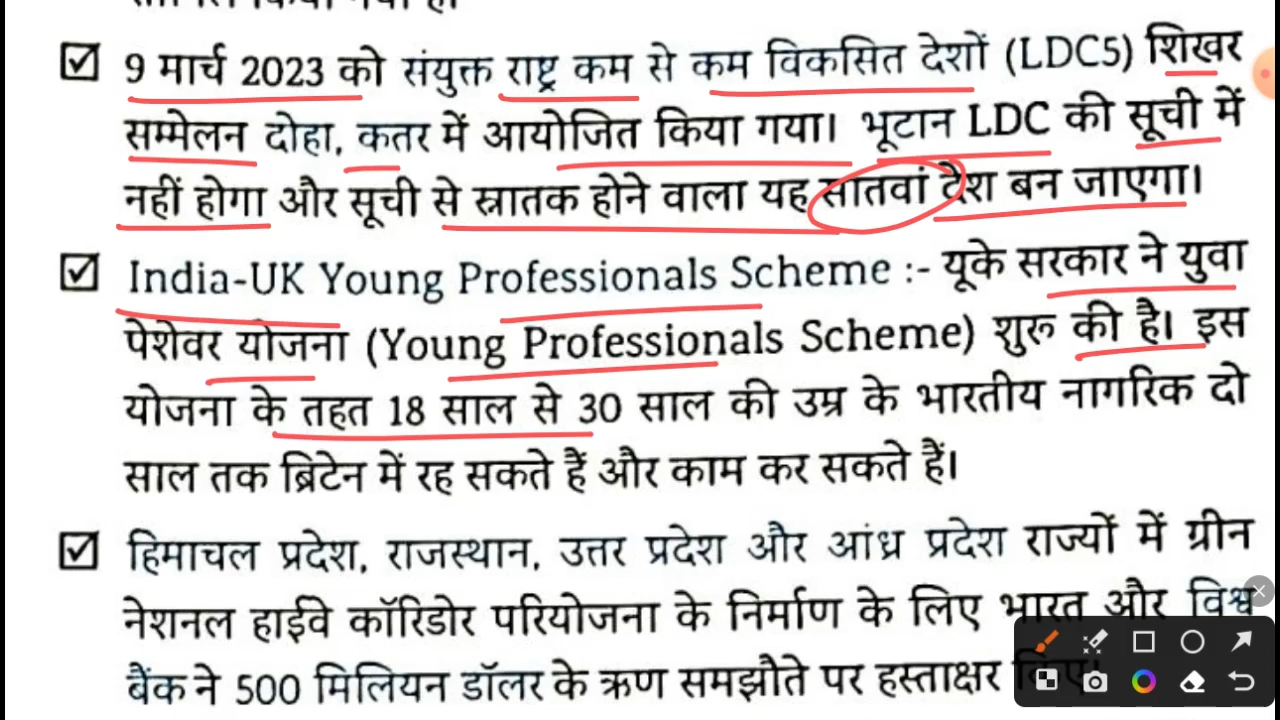 9 मार्च 2023 को संयुक्त राष्ट्र कम से कम विकसित देशों (LDC5) शिखर
सम्मेलन दोहा, कतर में आयोजित किया गया। भूटान LDC की सूची में
नहीं होगा और सूची से स्नातक होने वाला यह सातवां देश बन जाएगा।
India-UK Young Professionals Scheme :- यूके सरकार ने युवा
पेशेवर योजना (Young Professionals Scheme) शुरू की है। इस
योजना के तहत 18 साल से 30 साल की उम्र के भारतीय नागरिक दो
साल तक ब्रिटेन में रह सकते हैं और काम कर सकते हैं।
हिमाचल प्रदेश, राजस्थान, उत्तर प्रदेश और आंध्र प्रदेश राज्यों में ग्रीन
नेशनल हाईवे कॉरिडोर परियोजना के निर्माण के लिए भारत और विश्व
बैंक ने 500 मिलियन डॉलर के ऋण समझौते पर हस्ताक्षर किए।